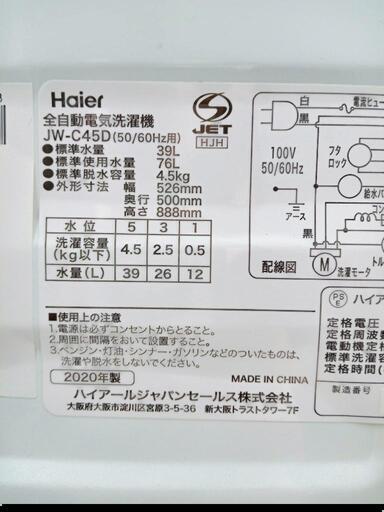 Haier
全自動電気洗濯機
JW-C45D(50/60Hz用)
●標準水量 39L
●標準使用水量 76L
●標準脱水容量 4.5kg
●外形寸法 幅 526mm
奥行 500mm
高さ 888mm
S
JET
HJH
水位 5 3 1
洗濯容量(kg以下) 4.5 2.5 0.5
水量(L) 39 26 12
白
黒
電流ヒュー
100V
50/60Hz
フタ
ロック
給水バ
アース
黒
コン
配線図
M
トル
洗濯モータ
■使用上の注意
1.電源は必ずコンセントからとること。
2.周囲に間隔をおいて設置すること。
3.ベンジン・灯油・シンナー・ガソリンなどのついたものは、
洗濯や脱水をしないでください。
2020年製
MADE IN CHINA
ハイアールジャパンセールス株式会社
大阪府大阪市淀川区宮原3-5-36 新大阪トラストタワー7F
PS
E
ハイア
定格電圧
定格周波数
電動機定格
標準洗濯容
定格時間(
製造番号